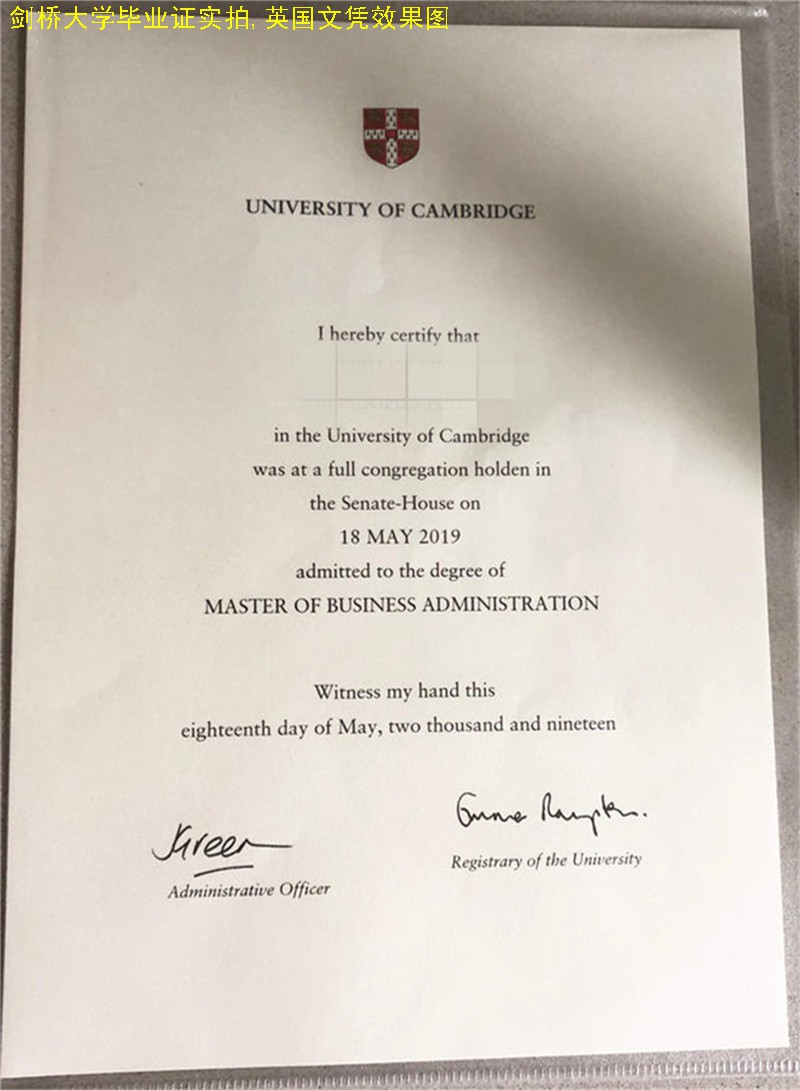 剑桥大学毕业证实拍, 英国文凭效果图
UNIVERSITY OF CAMBRIDGE
I hereby certify that
in the University of Cambridge
was at a full congregation holden in
the Senate-House on
18 MAY 2019
admitted to the degree of
MASTER OF BUSINESS ADMINISTRATION
Witness my hand this
eighteenth day of May, two thousand and nineteen
Administrative Officer
Registrary of the University